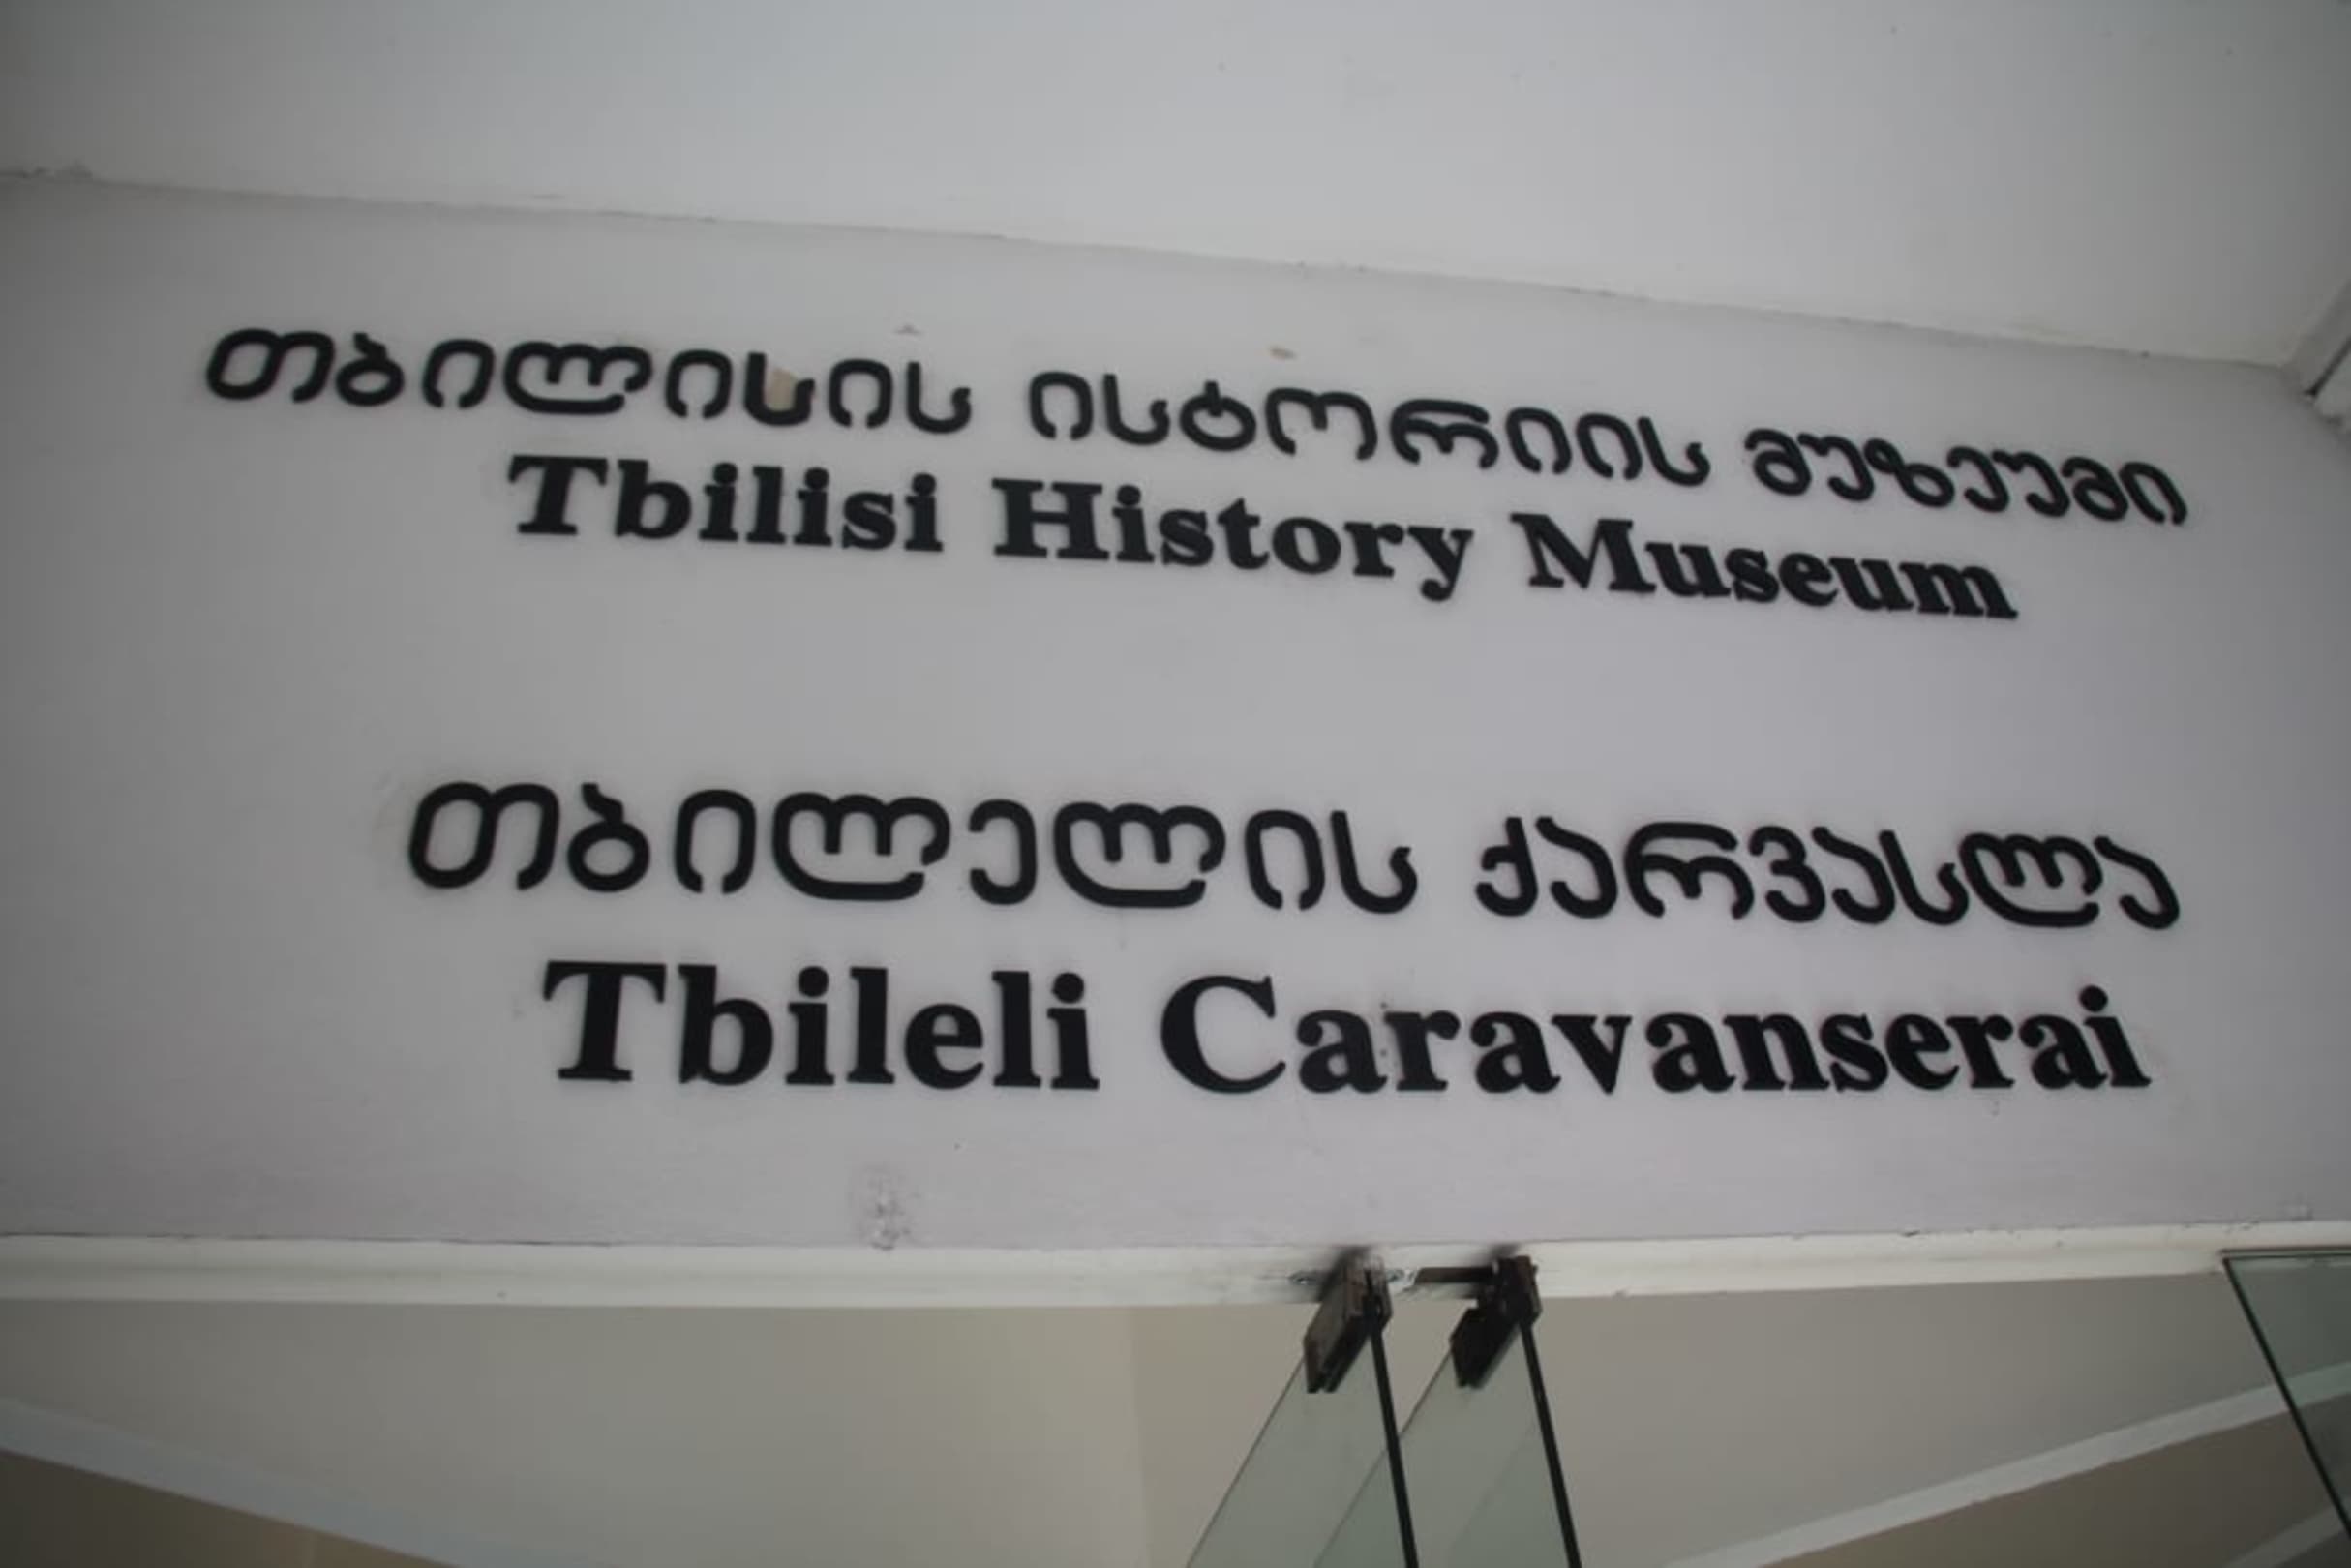 თბილისის ისტორიის მუზეუმი
Tbilisi History Museum
თბილელის ქარვასლა
Tbileli Caravanserai